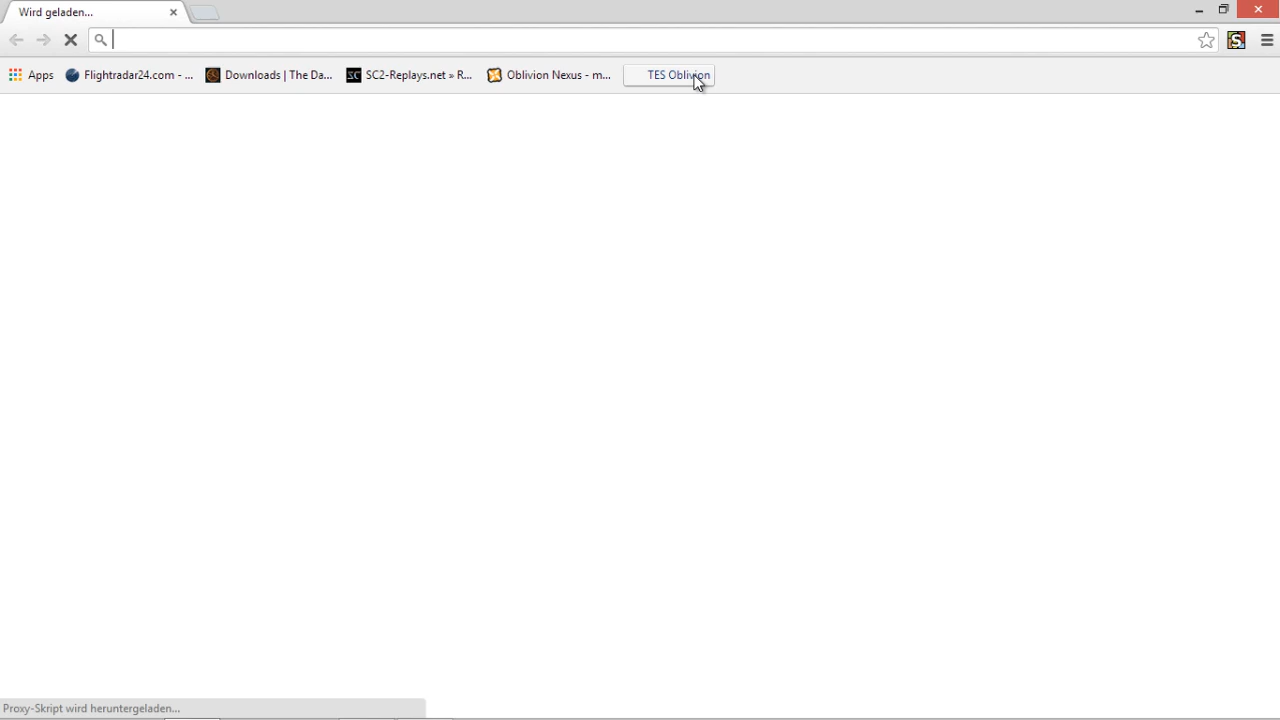 Wird geladen...
Apps Flightradar24.com - ... Downloads | The Da... SC2-Replays.net » R... Oblivion Nexus - m... TES Oblivion
Proxy-Skript wird heruntergeladen...